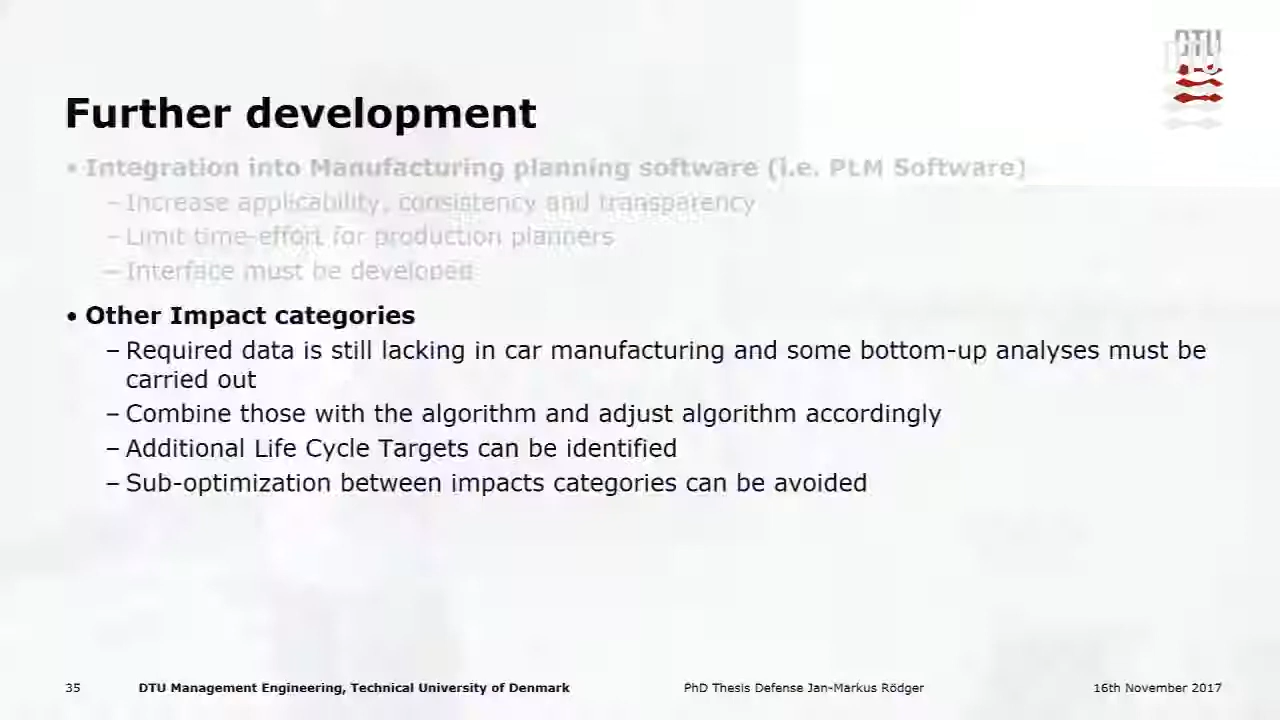 DTU
Further development
• Integration into Manufacturing planning software (i.e. PLM Software)
– Increase applicability, consistency and transparency
– Limit time-effort for production planners
– Interface must be developed
• Other Impact categories
– Required data is still lacking in car manufacturing and some bottom-up analyses must be
carried out
– Combine those with the algorithm and adjust algorithm accordingly
– Additional Life Cycle Targets can be identified
– Sub-optimization between impacts categories can be avoided
35 DTU Management Engineering, Technical University of Denmark PhD Thesis Defense Jan-Markus Rödger 16th November 2017